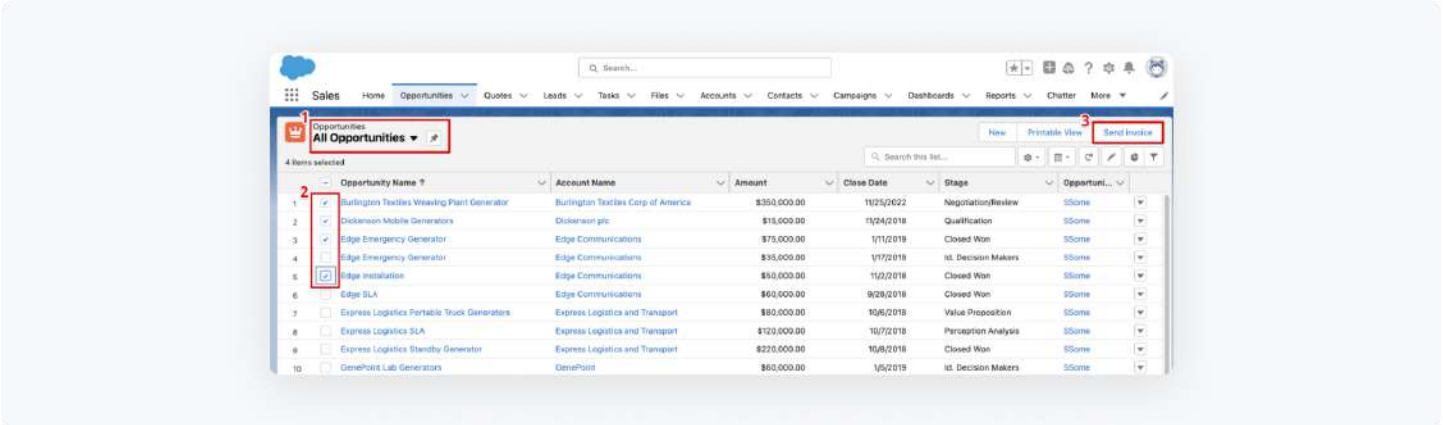 Search...
Sales Home Opportunities Quotes Leads Tasks Files Accounts Contacts Campaigns Dashboards Reports Chatter More
1
Opportunities
All Opportunities
New Printable View 3 Send Invoice
4 items selected
Search this list...
2
Opportunity Name ↑ Account Name Amount Close Date Stage Opportuni...
1 Burlington Textiles Weaving Plant Generator Burlington Textiles Corp of America $350,000.00 11/25/2022 Negotiation/Review SSome
2 Dickenson Mobile Generators Dickenson plc $15,000.00 11/24/2018 Qualification SSome
3 Edge Emergency Generator Edge Communications $75,000.00 1/11/2019 Closed Won SSome
4 Edge Emergency Generator Edge Communications $35,000.00 1/17/2019 Id. Decision Makers SSome
5 Edge Installation Edge Communications $50,000.00 11/2/2018 Closed Won SSome
6 Edge SLA Edge Communications $60,000.00 9/28/2018 Closed Won SSome
7 Express Logistics Portable Truck Generators Express Logistics and Transport $80,000.00 10/6/2018 Value Proposition SSome
8 Express Logistics SLA Express Logistics and Transport $120,000.00 10/7/2018 Perception Analysis SSome
9 Express Logistics Standby Generator Express Logistics and Transport $220,000.00 10/8/2018 Closed Won SSome
10 GenePoint Lab Generators GenePoint $60,000.00 1/5/2019 Id. Decision Makers SSome